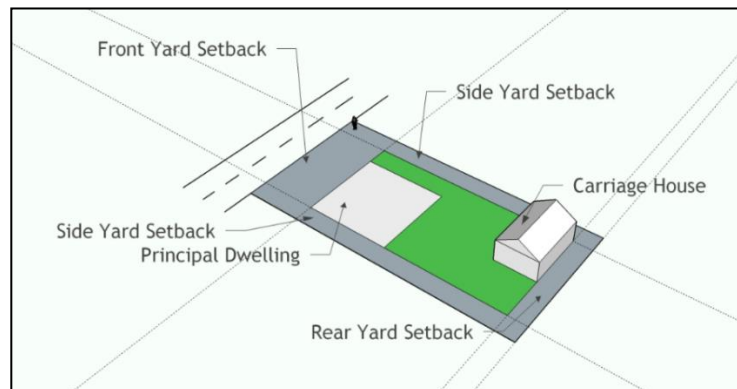 Front Yard Setback
Side Yard Setback
Carriage House
Side Yard Setback
Principal Dwelling
Rear Yard Setback